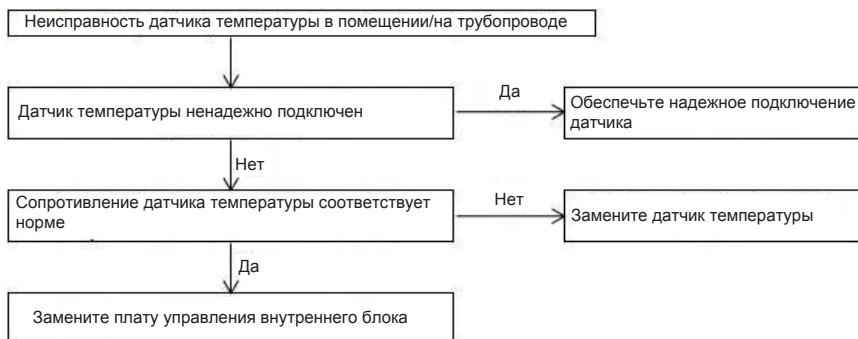 Неисправность датчика температуры в помещении/на трубопроводе
Датчик температуры ненадежно подключен
Да
Обеспечьте надежное подключение
датчика
Нет
Сопротивление датчика температуры соответствует
норме
Нет
Замените датчик температуры
Да
Замените плату управления внутреннего блока